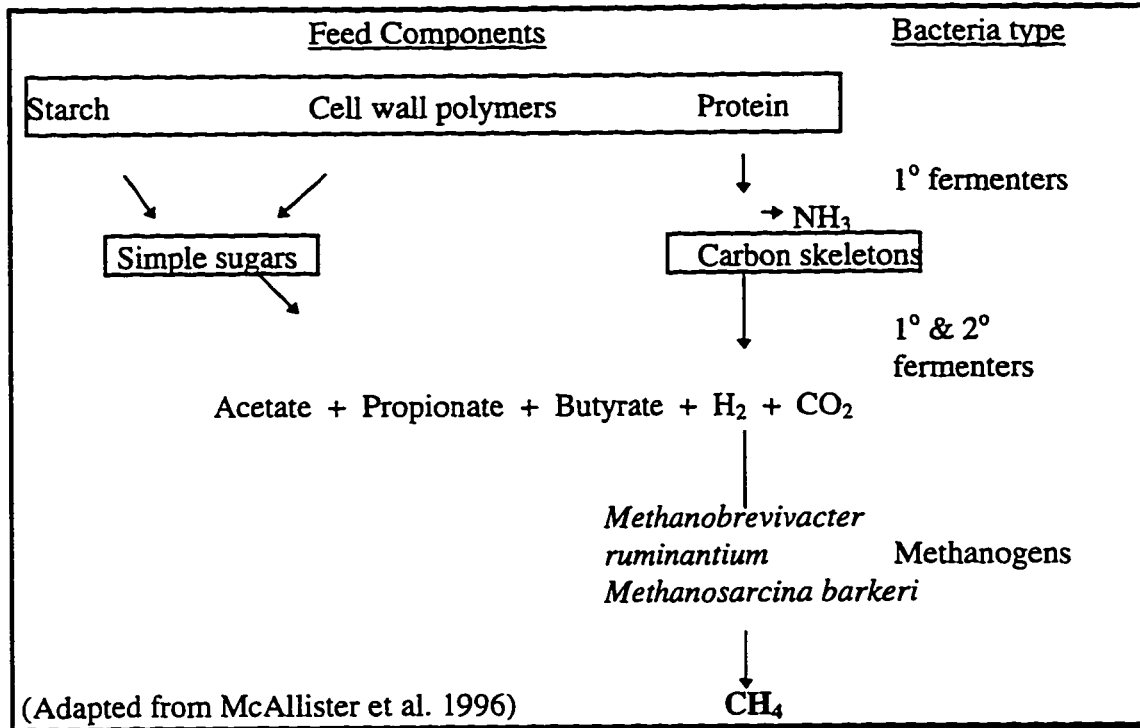 Feed Components Bacteria type
Starch Cell wall polymers Protein
1° fermenters
NH₃
Simple sugars Carbon skeletons
1° & 2°
fermenters
Acetate + Propionate + Butyrate + H₂ + CO₂
Methanobrevivacter
ruminantium Methanogens
Methanosarcina barkeri
(Adapted from McAllister et al. 1996) CH₄